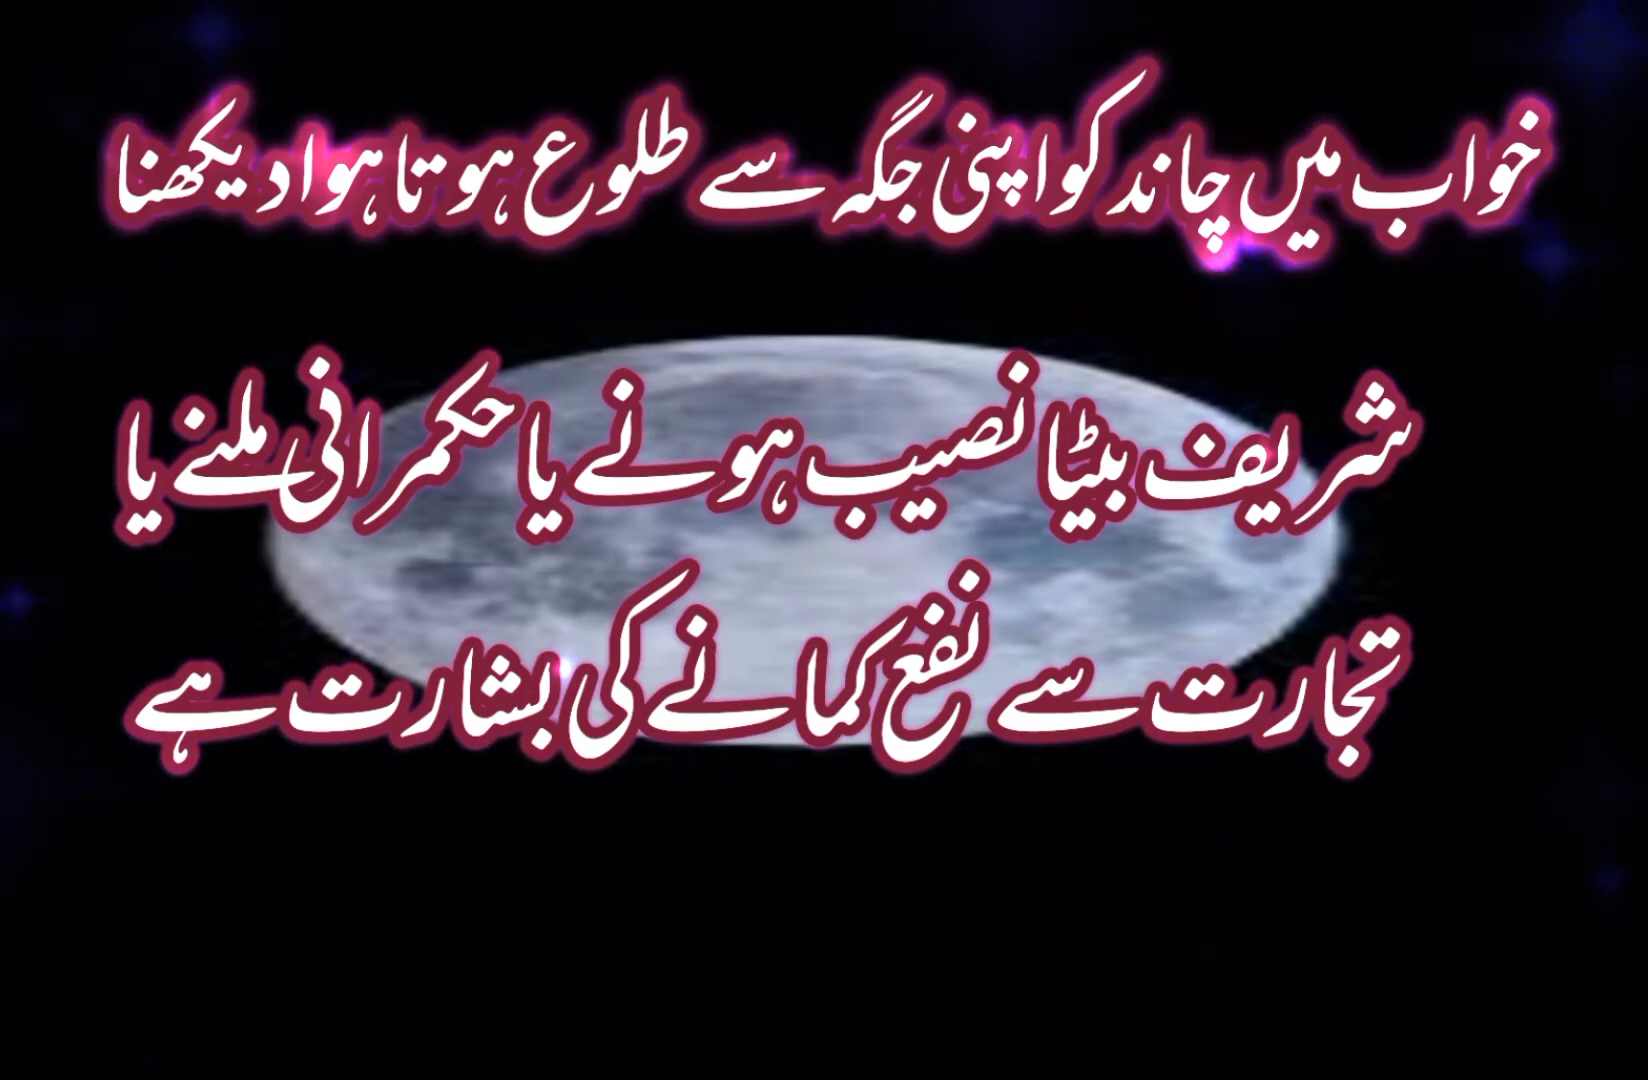 خواب میں چاند کو اپنی جگہ سے طلوع ہوتا ہوا دیکھنا
شریف بیٹا نصیب ہونے یا حکمرانی ملنے یا
تجارت سے نفع کمانے کی بشارت ہے